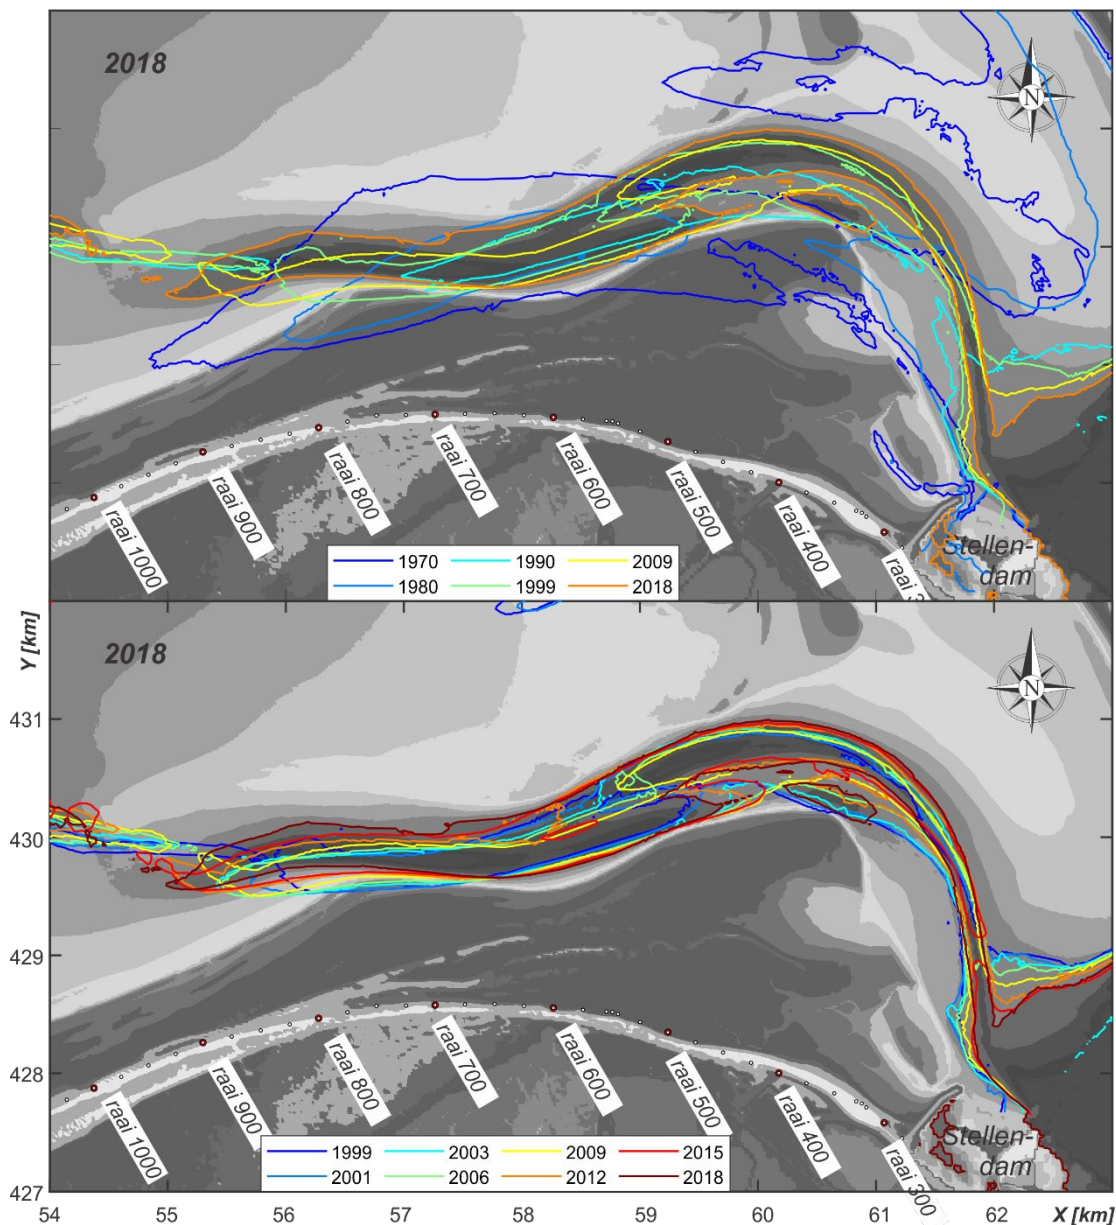 2018
N
raai 1000
raai 900
raai 800
raai 700
raai 600
raai 500
raai 400
raai 3
Stellen-
dam
1970
1990
2009
1980
1999
2018
Y [km]
2018
N
431
430
429
428
427
raai 1000
raai 900
raai 800
raai 700
raai 600
raai 500
raai 400
raai 300
Stellen-
dam
1999
2003
2009
2015
2001
2006
2012
2018
54
55
56
57
58
59
60
61
62
X [km]